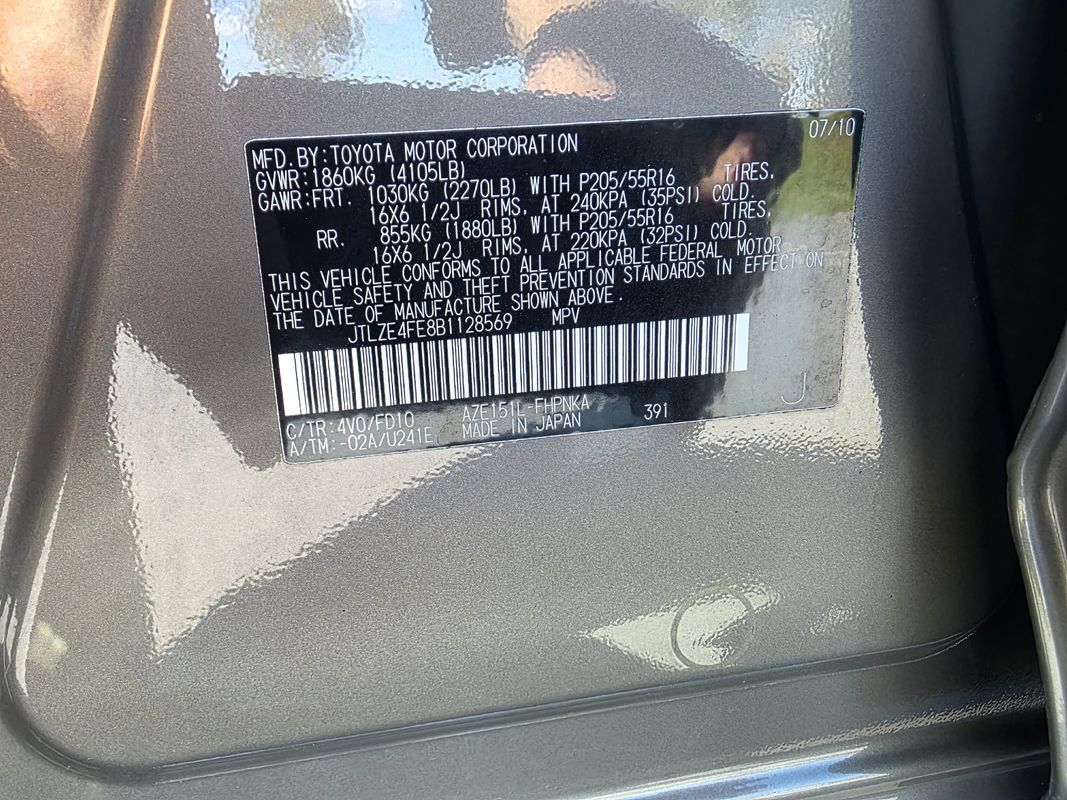 07/10
MFD.BY:TOYOTA MOTOR CORPORATION
GVWR:1860KG (4105LB)
GAWR:FRT. 1030KG (2270LB) WITH P205/55R16 TIRES,
16X6 1/2J RIMS, AT 240KPA (35PSI) COLD.
RR. 855KG (1880LB) WITH P205/55R16 TIRES,
16X6 1/2J RIMS, AT 220KPA (32PSI) COLD.
THIS VEHICLE CONFORMS TO ALL APPLICABLE FEDERAL MOTOR
VEHICLE SAFETY AND THEFT PREVENTION STANDARDS IN EFFECT ON
THE DATE OF MANUFACTURE SHOWN ABOVE.
JTLZE4FE8B1128569 MPV
C/TR:4V0/FD10 AZE151L-FHPNKA 391 J
A/TM:-02A/U241E MADE IN JAPAN